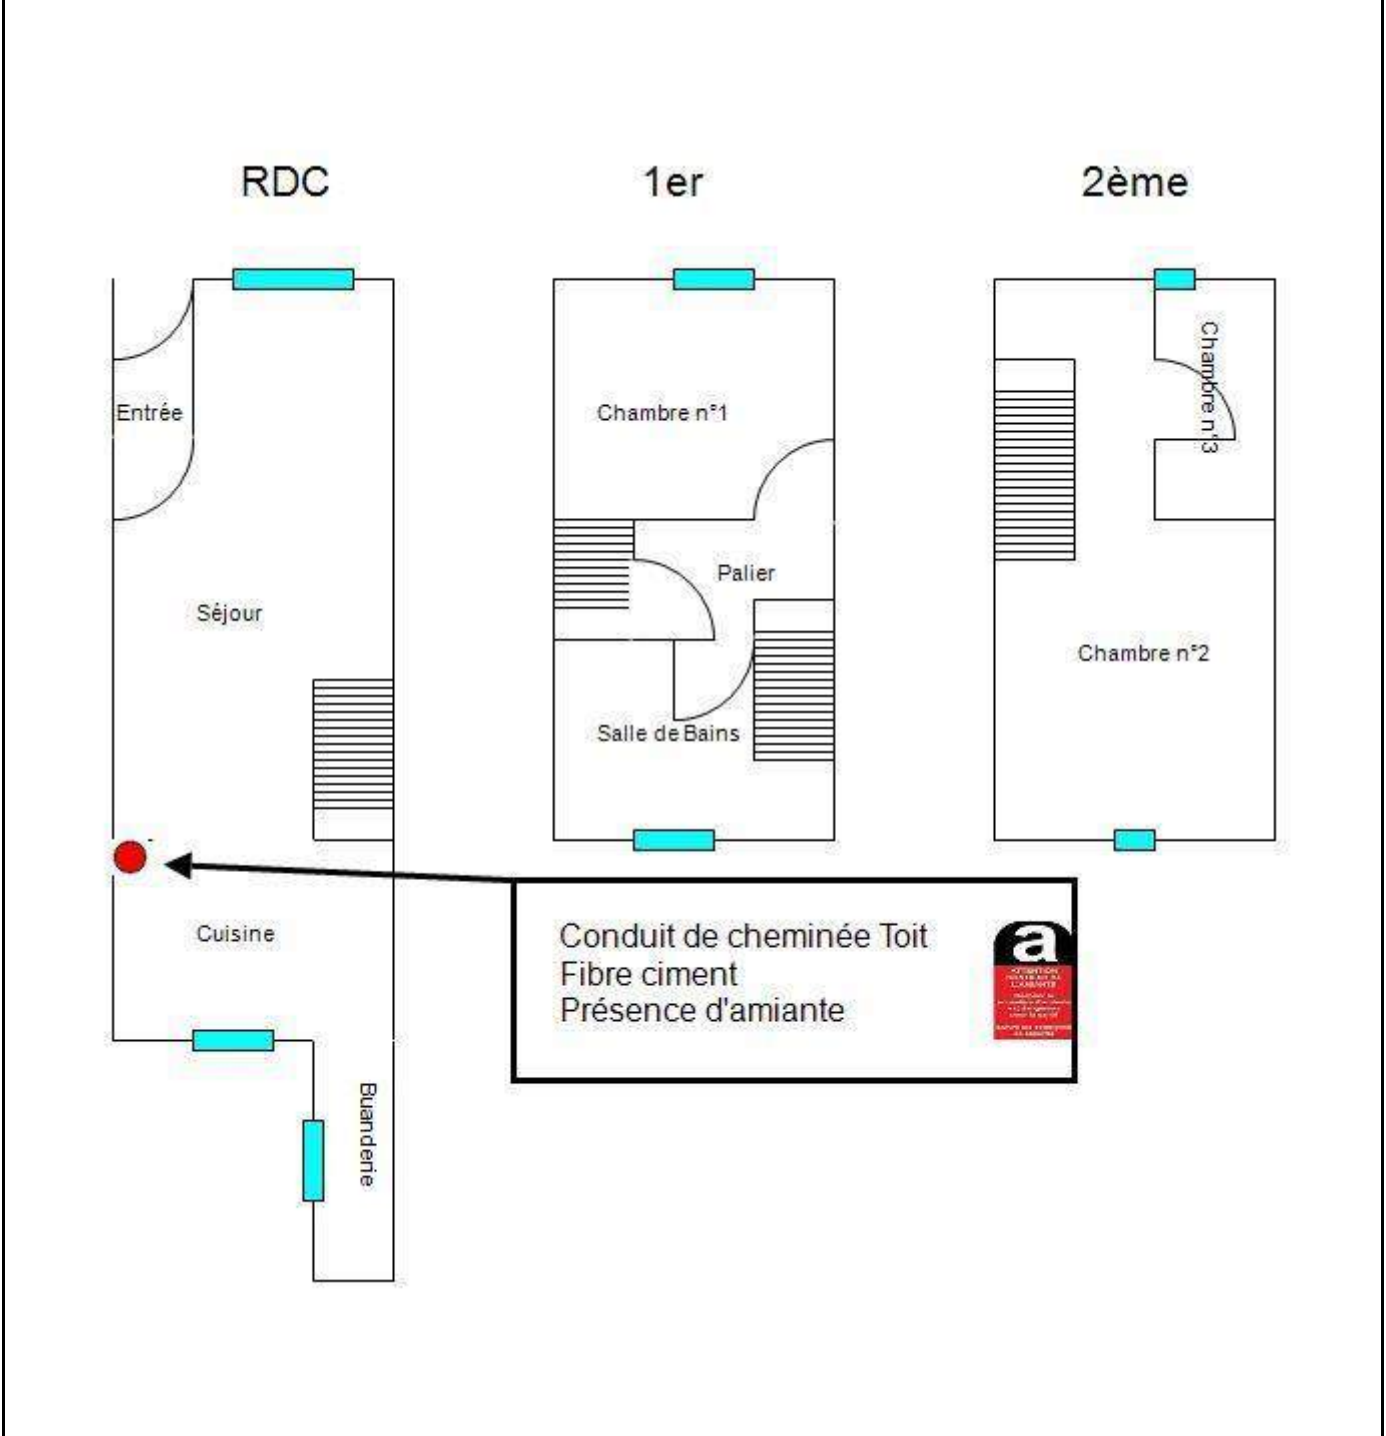 RDC
1er
2ème
Entrée
Séjour
Cuisine
Buanderie
Chambre n°1
Palier
Salle de Bains
Chambre n°3
Chambre n°2
Conduit de cheminée Toit
Fibre ciment
Présence d'amiante
a
ATTENTION